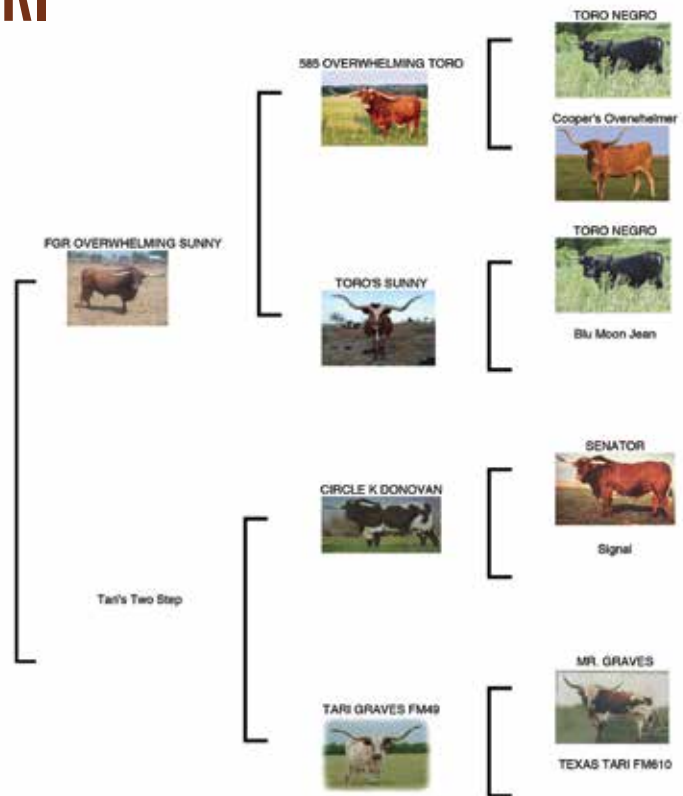 TORO NEGRO
585 OVERWHELMING TORO
Cooper's Overwhelmer
FGR OVERWHELMING SUNNY
TORO NEGRO
TORO'S SUNNY
Blu Moon Jean
SENATOR
CIRCLE K DONOVAN
Signal
Tari's Two Step
MR. GRAVES
TARI GRAVES FM49
TEXAS TARI FM610